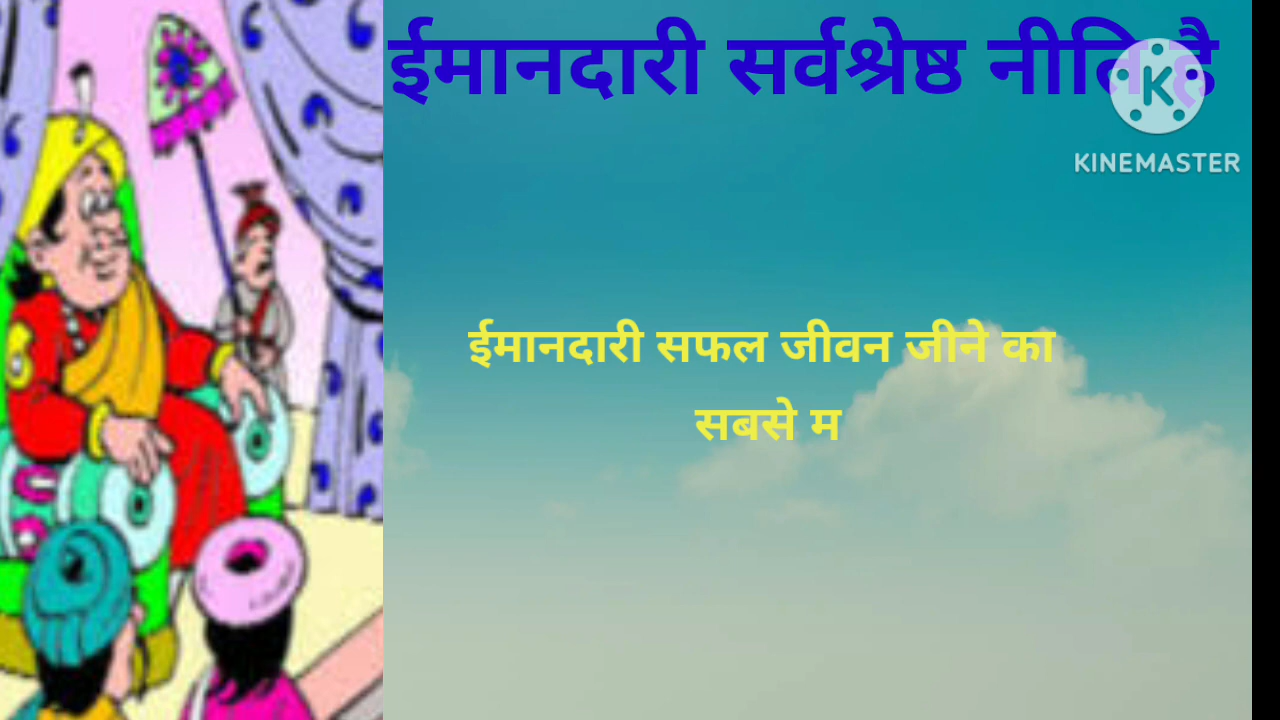 ईमानदारी सर्वश्रेष्ठ नीति है
KINEMASTER
ईमानदारी सफल जीवन जीने का
सबसे म